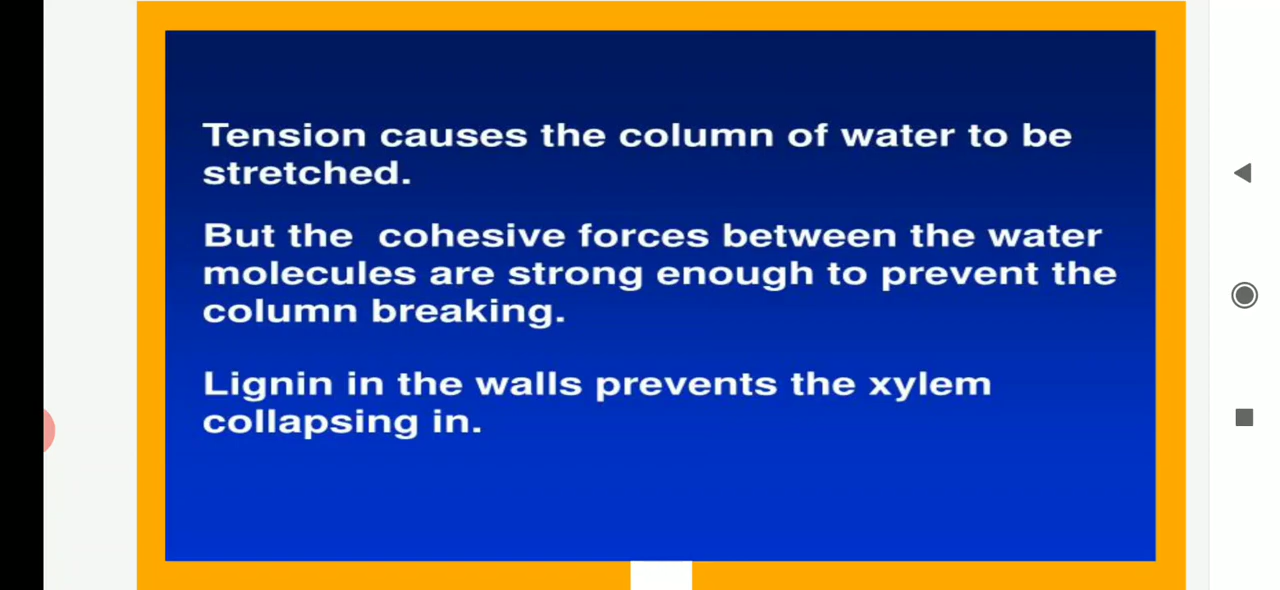 Tension causes the column of water to be
stretched.
But the  cohesive forces between the water
molecules are strong enough to prevent the
column breaking.
Lignin in the walls prevents the xylem
collapsing in.